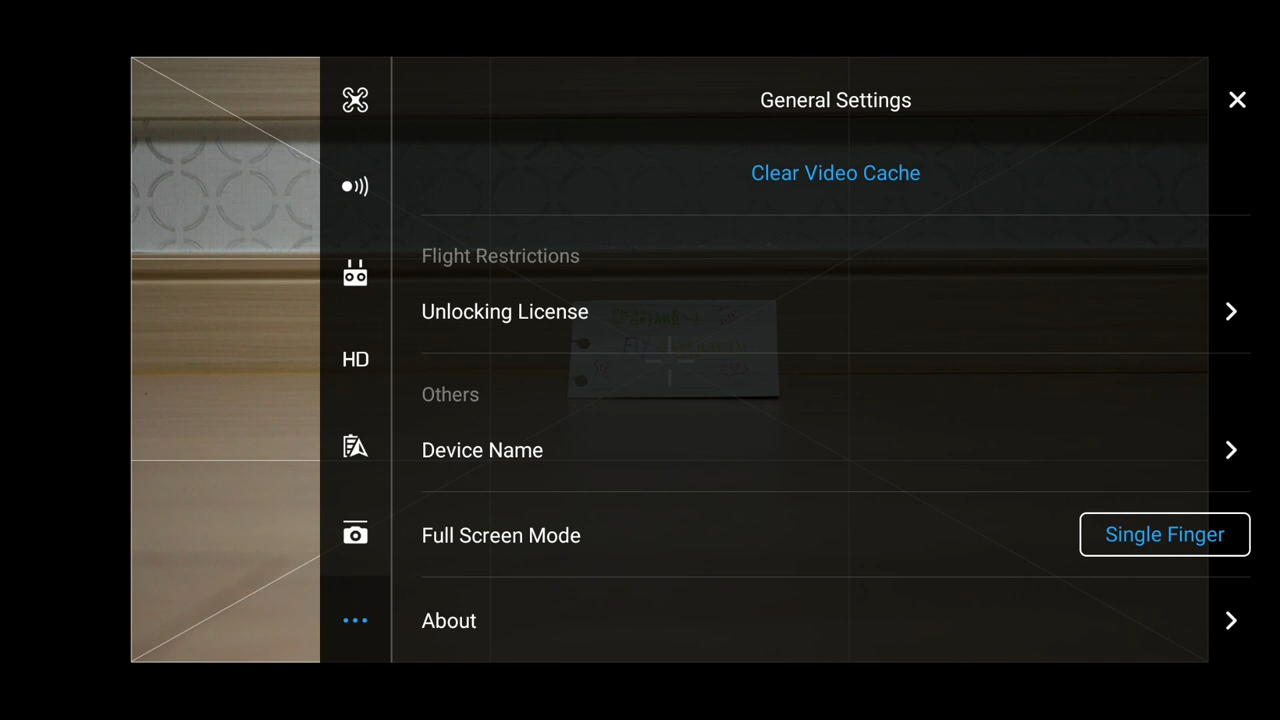 General Settings
Clear Video Cache
Flight Restrictions
Unlocking License
HD
Others
Device Name
Full Screen Mode
Single Finger
About